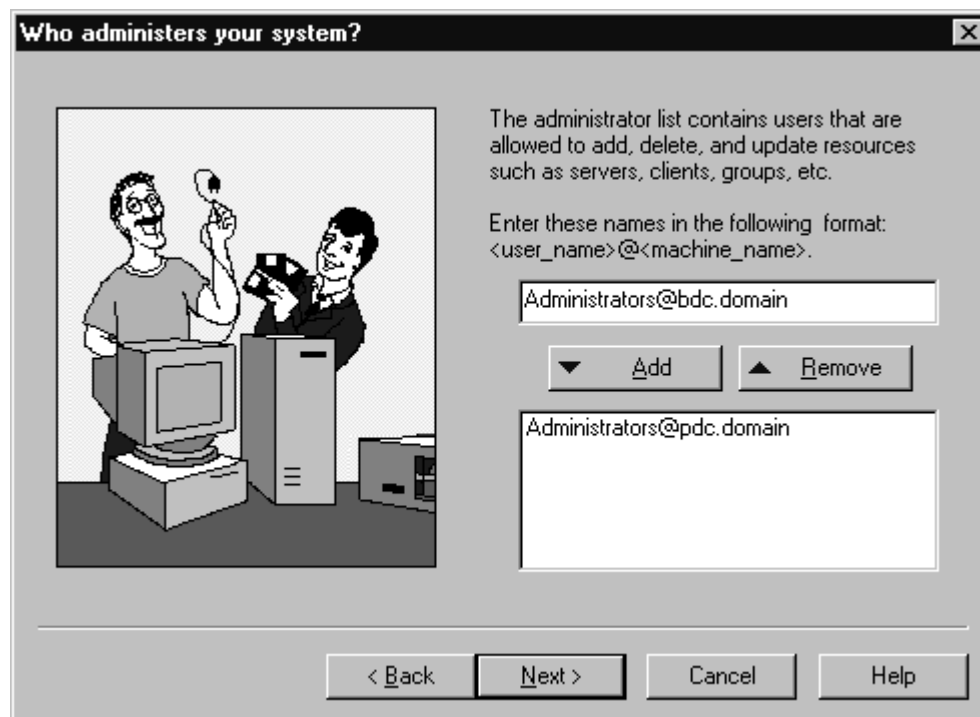 Who administers your system?
The administrator list contains users that are
allowed to add, delete, and update resources
such as servers, clients, groups, etc.
Enter these names in the following  format:
<user_name>@<machine_name>.
Administrators@bdc.domain
Add
Remove
Administrators@pdc.domain
< Back
Next >
Cancel
Help